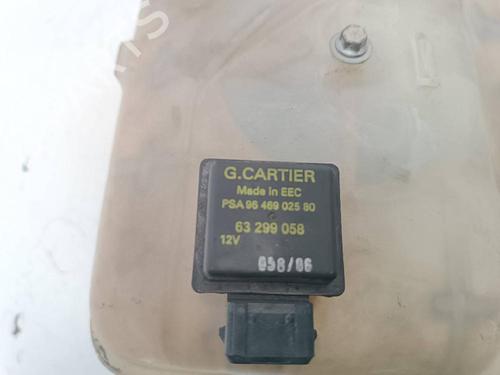 G.CARTIER
Made in EEC
PSA 96 469 025 80
63 299 058
12V
058/06